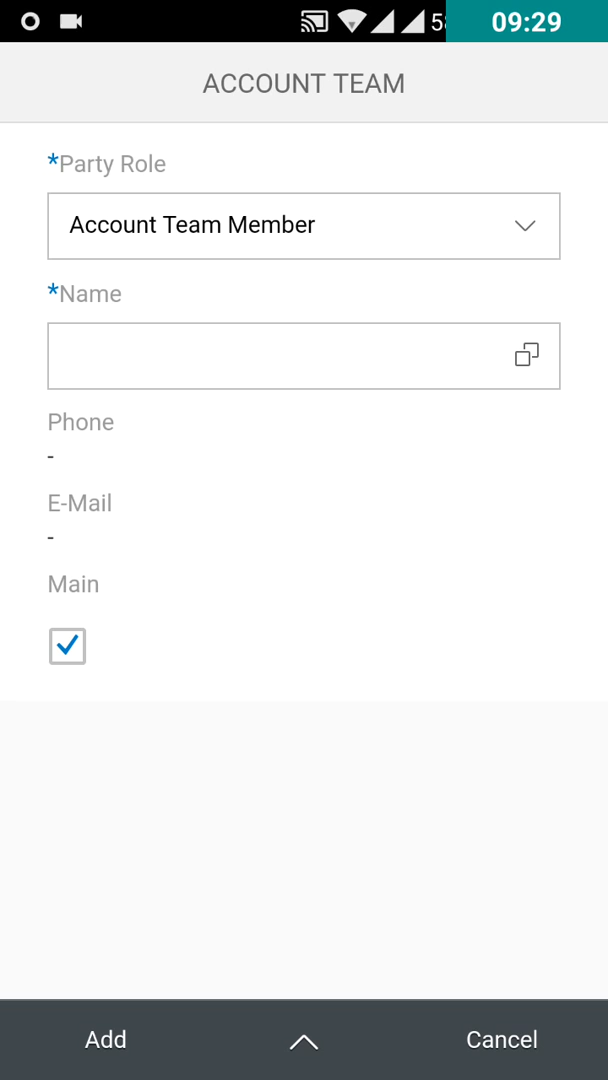 09:29
ACCOUNT TEAM
*Party Role
Account Team Member
*Name
Phone
-
E-Mail
-
Main
Add
Cancel